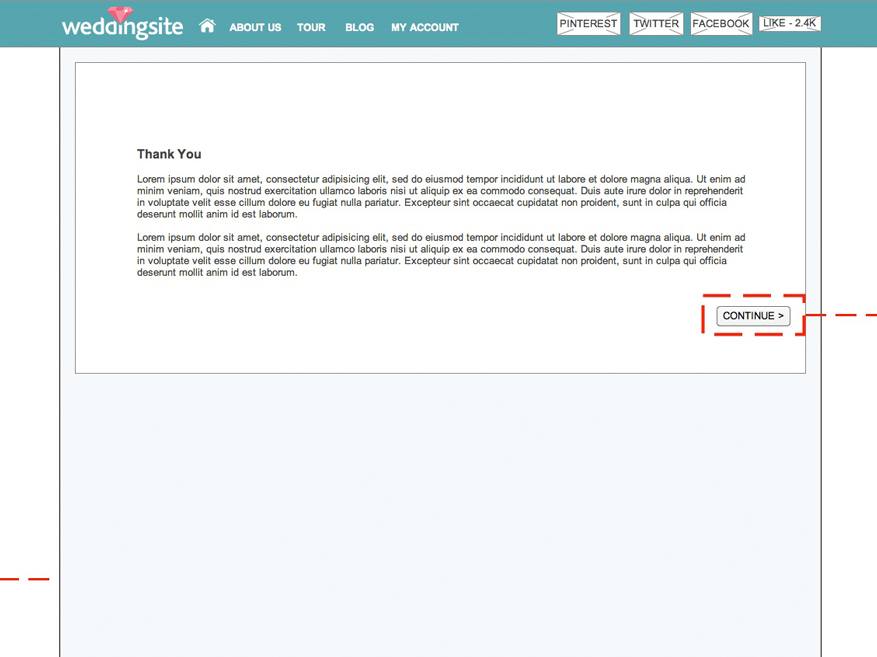 weddingsite
ABOUT US
TOUR
BLOG
MY ACCOUNT
PINTEREST
TWITTER
FACEBOOK
LIKE - 2.4K
Thank You
Lorem ipsum dolor sit amet, consectetur adipisicing elit, sed do eiusmod tempor incididunt ut labore et dolore magna aliqua. Ut enim ad
minim veniam, quis nostrud exercitation ullamco laboris nisi ut aliquip ex ea commodo consequat. Duis aute irure dolor in reprehenderit
in voluptate velit esse cillum dolore eu fugiat nulla pariatur. Excepteur sint occaecat cupidatat non proident, sunt in culpa qui officia
deserunt mollit anim id est laborum.
Lorem ipsum dolor sit amet, consectetur adipisicing elit, sed do eiusmod tempor incididunt ut labore et dolore magna aliqua. Ut enim ad
minim veniam, quis nostrud exercitation ullamco laboris nisi ut aliquip ex ea commodo consequat. Duis aute irure dolor in reprehenderit
in voluptate velit esse cillum dolore eu fugiat nulla pariatur. Excepteur sint occaecat cupidatat non proident, sunt in culpa qui officia
deserunt mollit anim id est laborum.
CONTINUE >